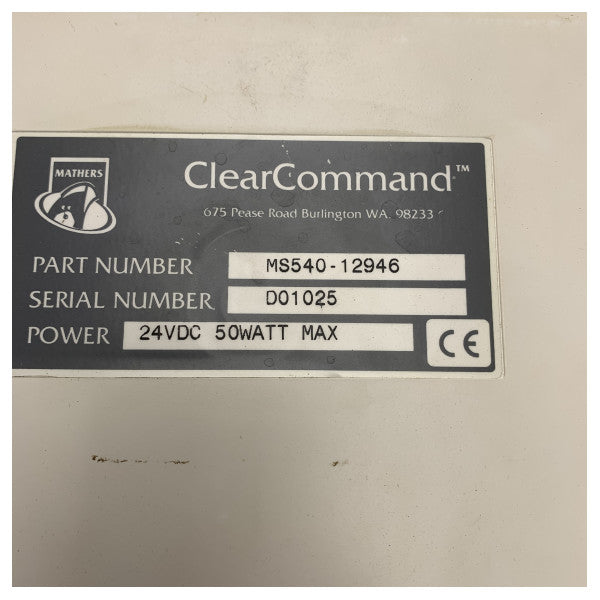 MATHERS
ClearCommand™
675 Pease Road Burlington WA. 98233
PART NUMBER MS540-12946
SERIAL NUMBER D01025
POWER 24VDC 50WATT MAX
CE